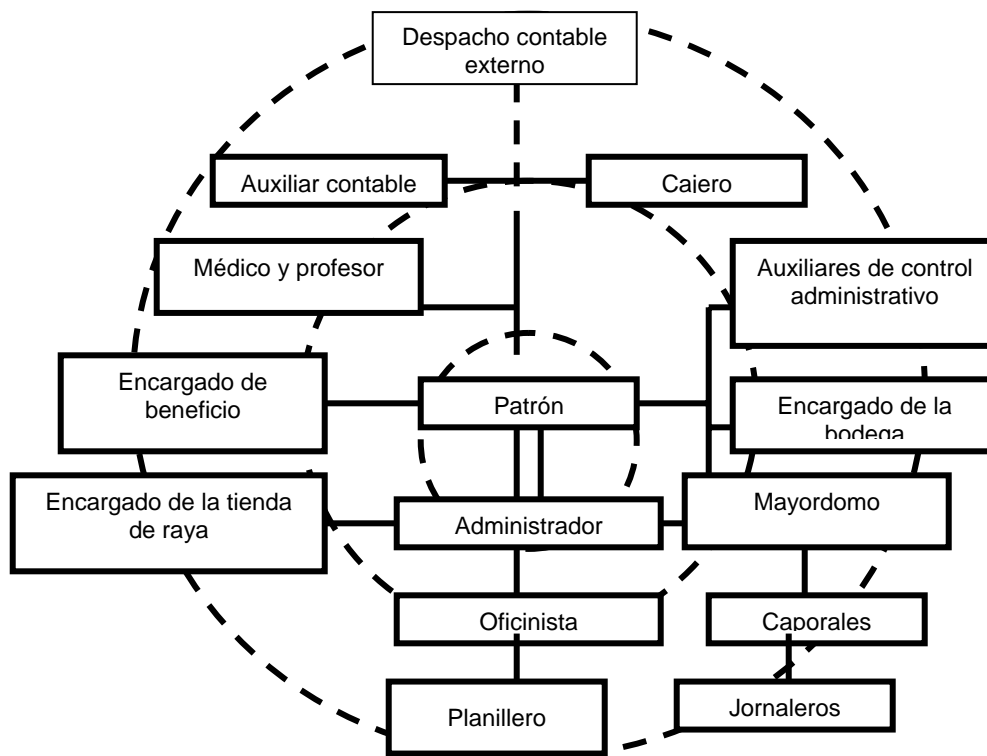 Despacho contable
externo
Auxiliar contable
Cajero
Médico y profesor
Auxiliares de control
administrativo
Encargado de
beneficio
Patrón
Encargado de la
bodega
Encargado de la tienda
de raya
Administrador
Mayordomo
Oficinista
Caporales
Planillero
Jornaleros